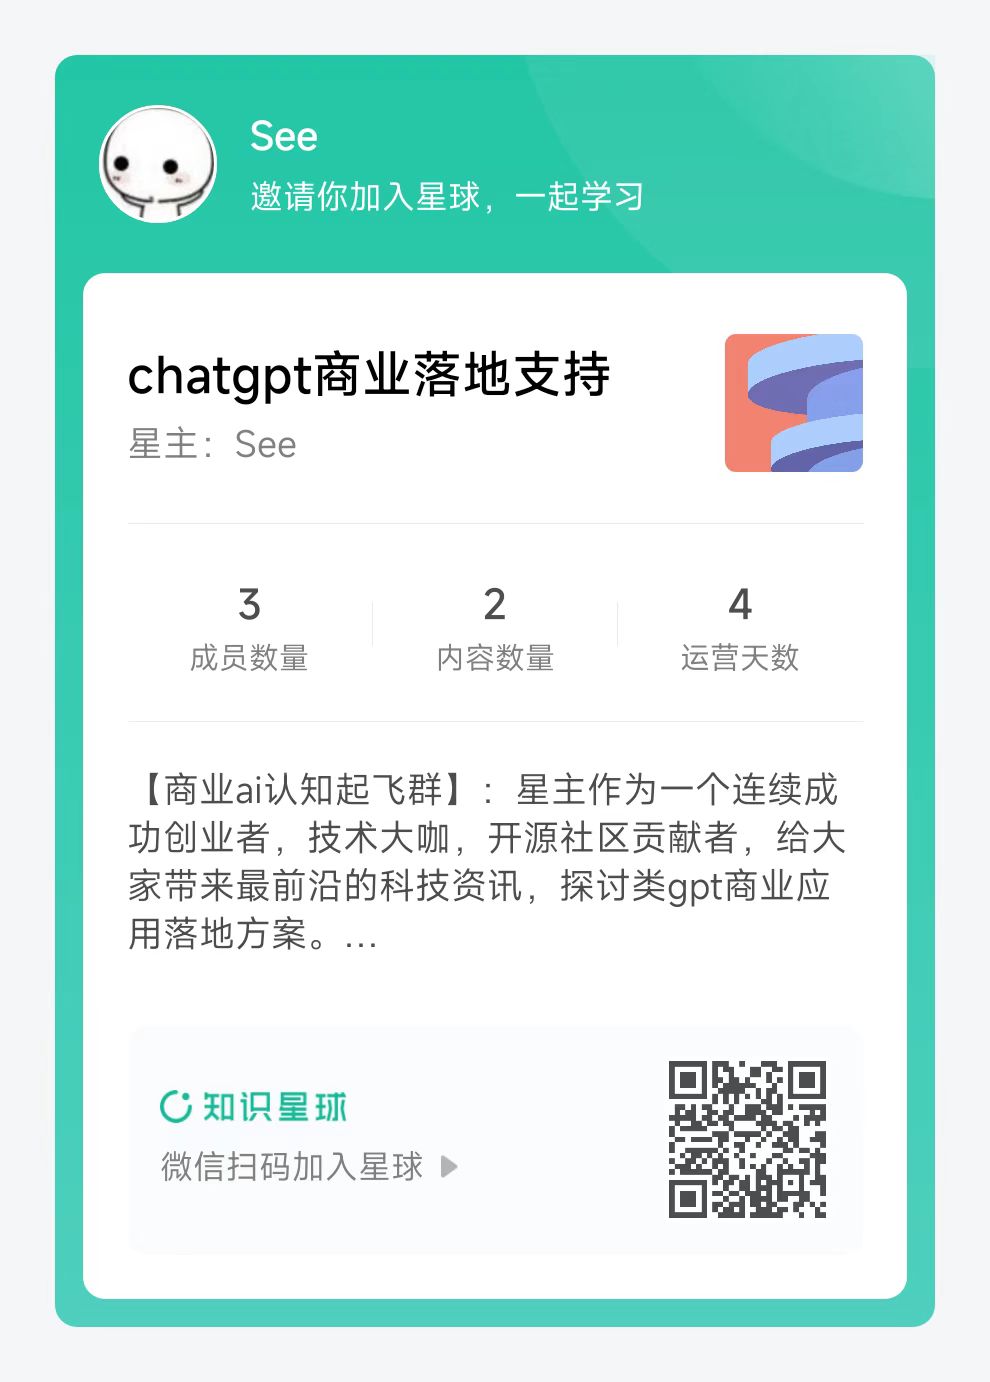 See
邀请你加入星球，一起学习
chatgpt商业落地支持
星主：See
3 2 4
成员数量 内容数量 运营天数
【商业ai认知起飞群】：星主作为一个连续成
功创业者，技术大咖，开源社区贡献者，给大
家带来最前沿的科技资讯，探讨类gpt商业应
用落地方案。...
知识星球
微信扫码加入星球